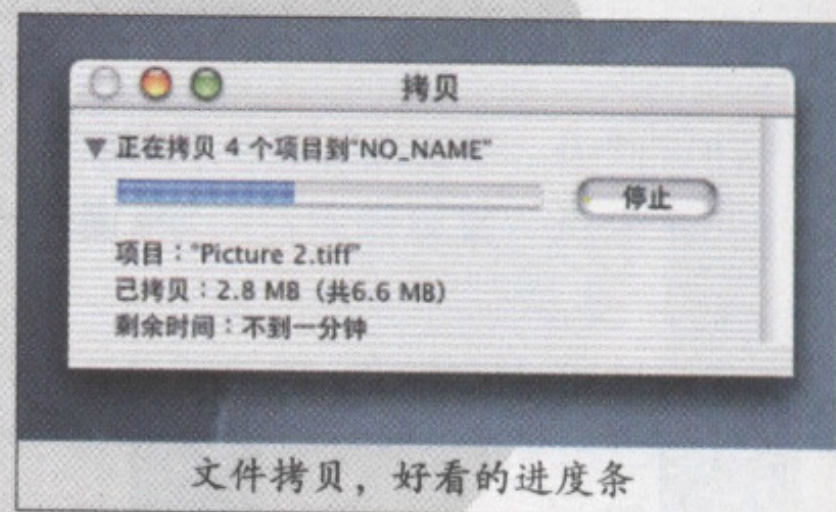 拷贝
正在拷贝 4 个项目到"NO_NAME"
停止
项目："Picture 2.tiff"
已拷贝：2.8 MB（共6.6 MB）
剩余时间：不到一分钟
文件拷贝，好看的进度条